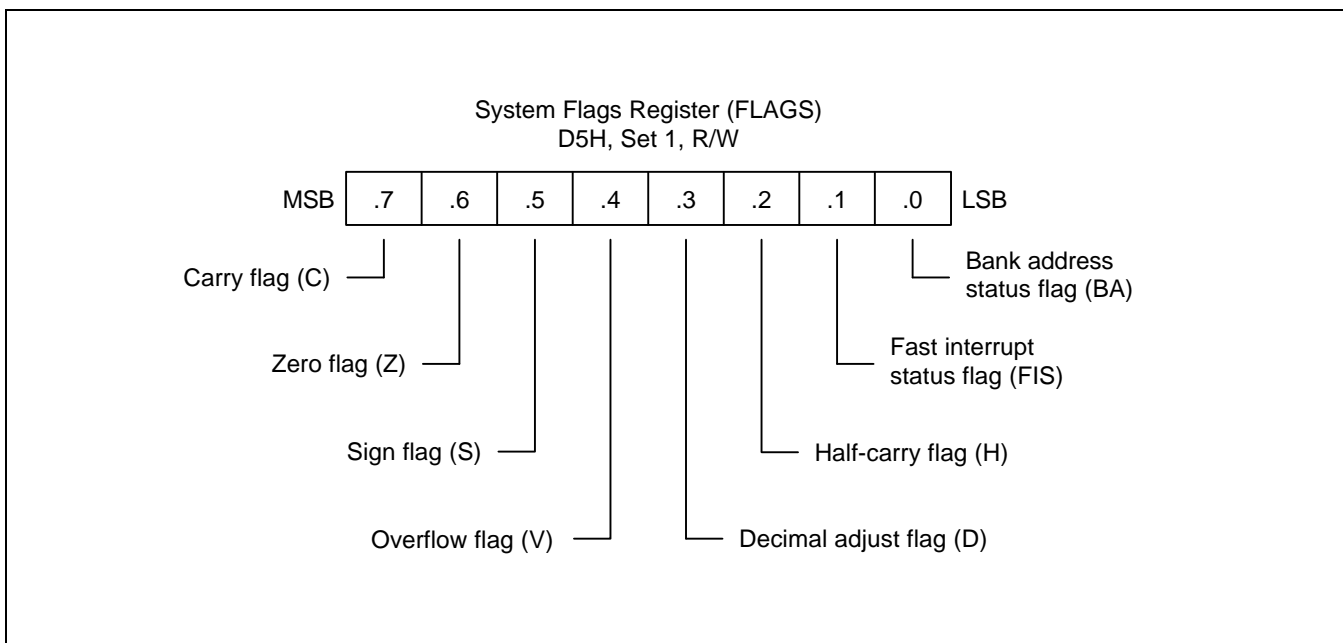 System Flags Register (FLAGS)
D5H, Set 1, R/W
MSB .7 .6 .5 .4 .3 .2 .1 .0 LSB
Carry flag (C)
Bank address
status flag (BA)
Zero flag (Z)
Fast interrupt
status flag (FIS)
Sign flag (S)
Half-carry flag (H)
Overflow flag (V)
Decimal adjust flag (D)